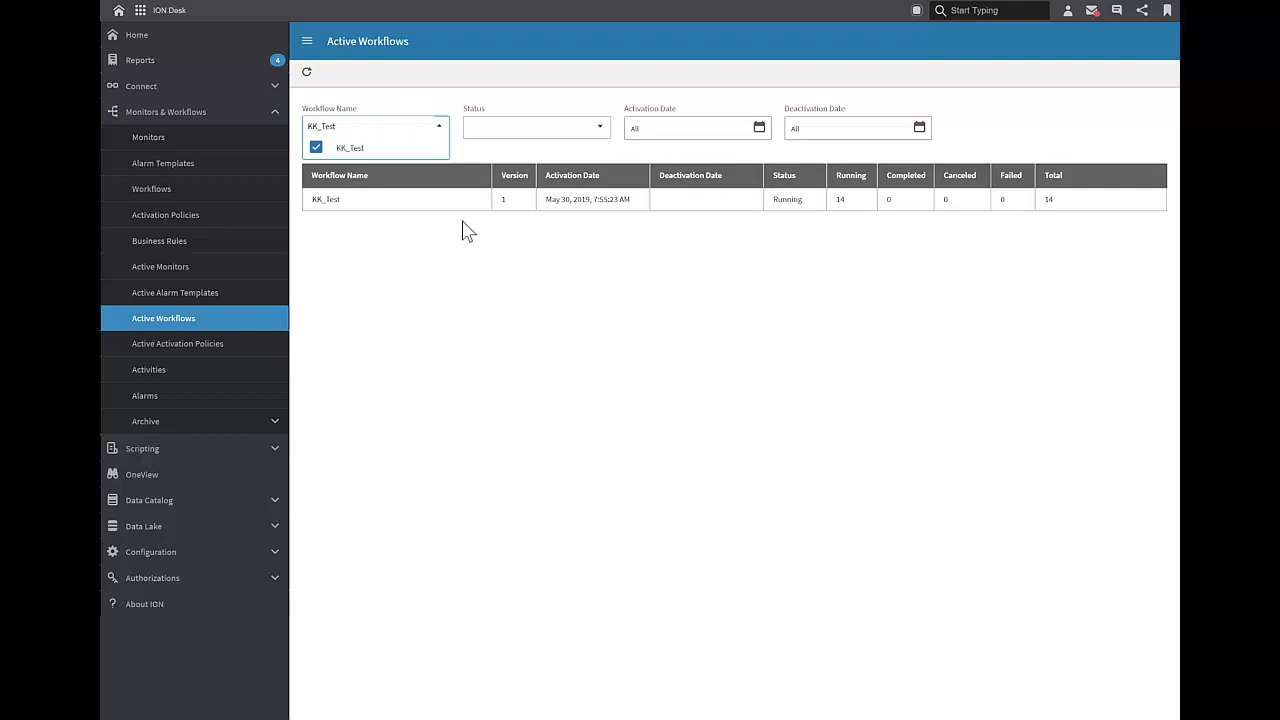 ION Desk
Start Typing
Home
Reports 4
Connect
Monitors & Workflows
Monitors
Alarm Templates
Workflows
Activation Policies
Business Rules
Active Monitors
Active Alarm Templates
Active Workflows
Active Activation Policies
Activities
Alarms
Archive
Scripting
OneView
Data Catalog
Data Lake
Configuration
Authorizations
? About ION
Active Workflows
Workflow Name Status Activation Date Deactivation Date
KK_Test All All
KK_Test
Workflow Name Version Activation Date Deactivation Date Status Running Completed Canceled Failed Total
KK_Test 1 May 30, 2019, 7:55:23 AM Running 14 0 0 0 14